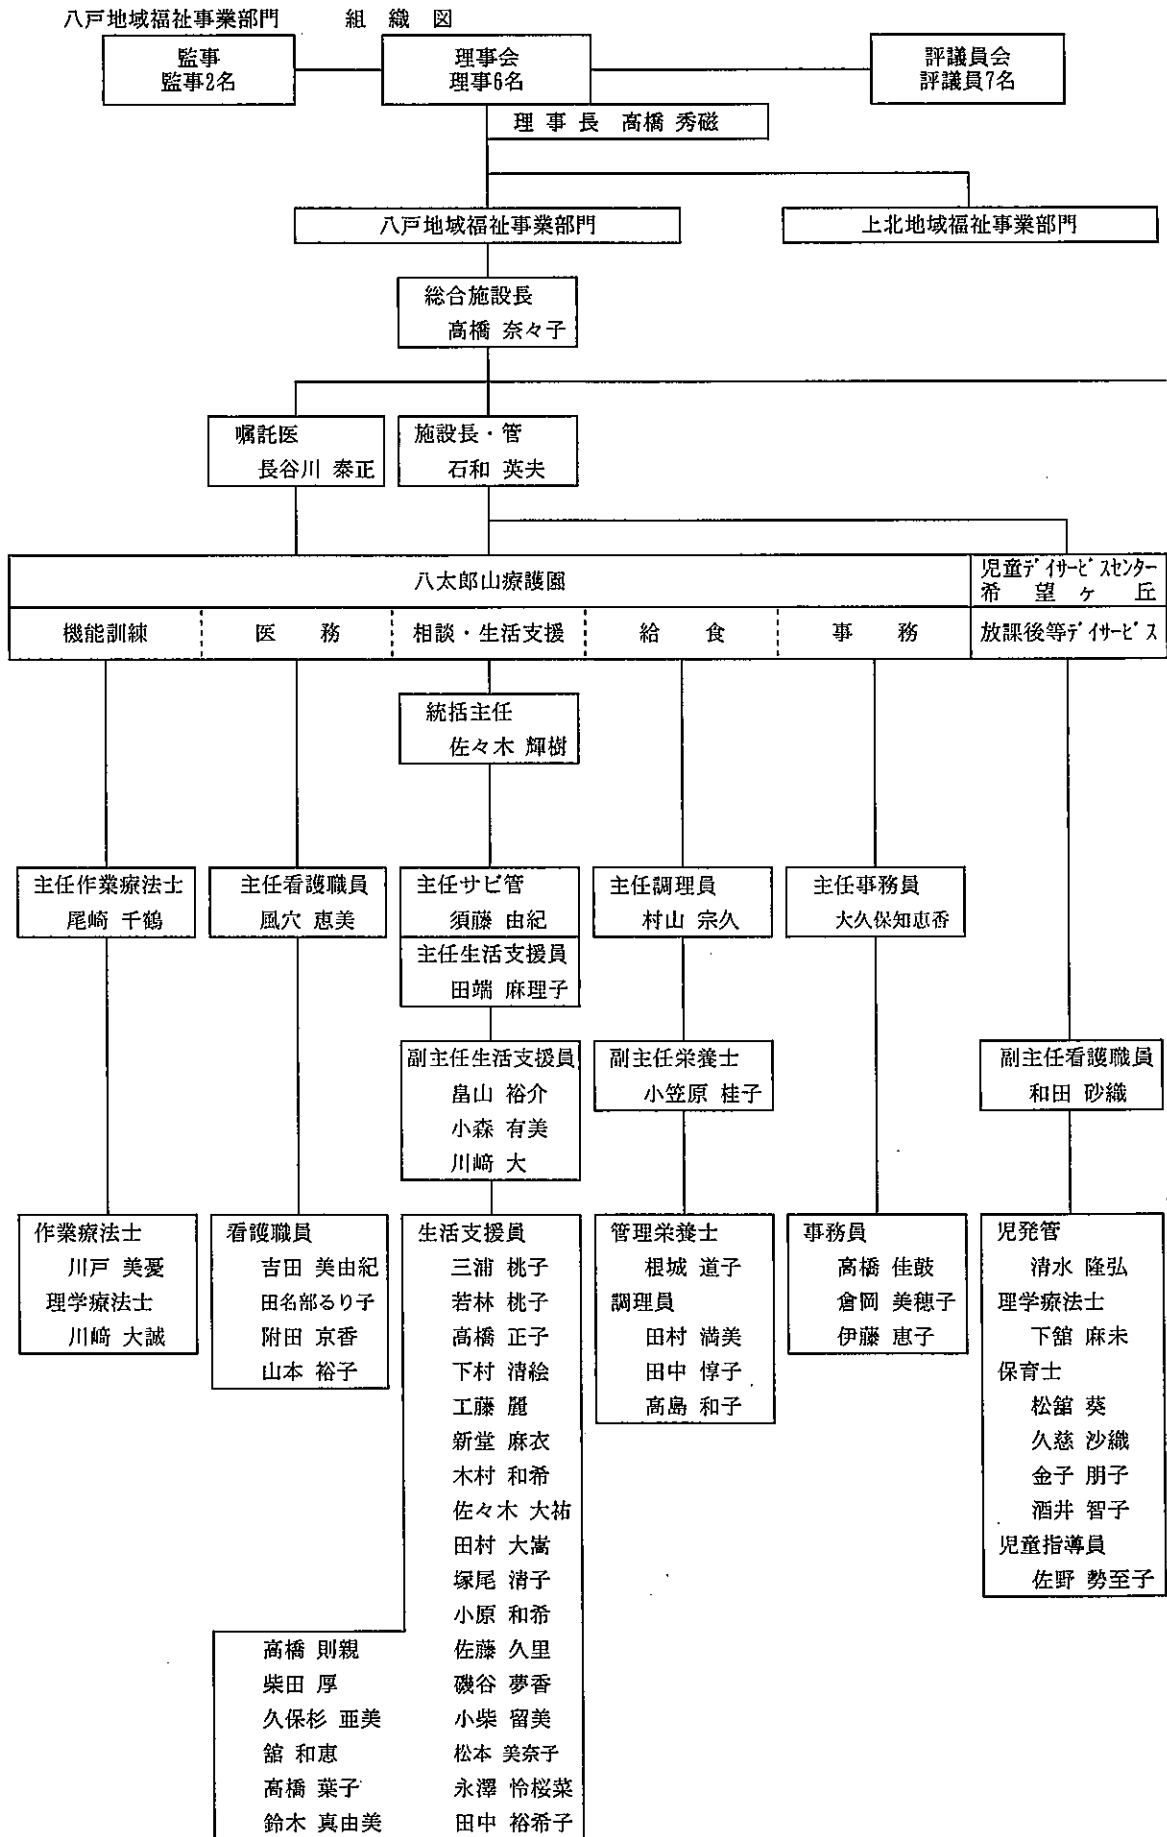 八戸地域福祉事業部門　組織図
監事
監事2名
理事会
理事6名
評議員会
評議員7名
理事長 高橋 秀磁
八戸地域福祉事業部門
上北地域福祉事業部門
総合施設長
高橋 奈々子
嘱託医
長谷川 泰正
施設長・管
石和 英夫
八太郎山療護園
児童デイサービスセンター
希望ヶ丘
機能訓練
医務
相談・生活支援
給食
事務
放課後等デイサービス
統括主任
佐々木 輝樹
主任作業療法士
尾崎 千鶴
主任看護職員
風穴 恵美
主任サビ管
須藤 由紀
主任生活支援員
田端 麻理子
主任調理員
村山 宗久
主任事務員
大久保知恵香
副主任生活支援員
畠山 裕介
小森 有美
川崎 大
副主任栄養士
小笠原 桂子
副主任看護職員
和田 砂織
作業療法士
川戸 美憂
理学療法士
川崎 大誠
看護職員
吉田 美由紀
田名部るり子
附田 京香
山本 裕子
生活支援員
三浦 桃子
若林 桃子
高橋 正子
下村 清絵
工藤 麗
新堂 麻衣
木村 和希
佐々木 大祐
田村 大嵩
塚尾 清子
小原 和希
佐藤 久里
磯谷 夢香
小柴 留美
松本 美奈子
永澤 怜桜菜
田中 裕希子
高橋 則親
柴田 厚
久保杉 亜美
舘 和恵
高橋 葉子
鈴木 真由美
管理栄養士
根城 道子
調理員
田村 満美
田中 惇子
高島 和子
事務員
高橋 佳鼓
倉岡 美穂子
伊藤 恵子
児発管
清水 隆弘
理学療法士
下舘 麻未
保育士
松舘 葵
久慈 沙織
金子 朋子
酒井 智子
児童指導員
佐野 勢至子